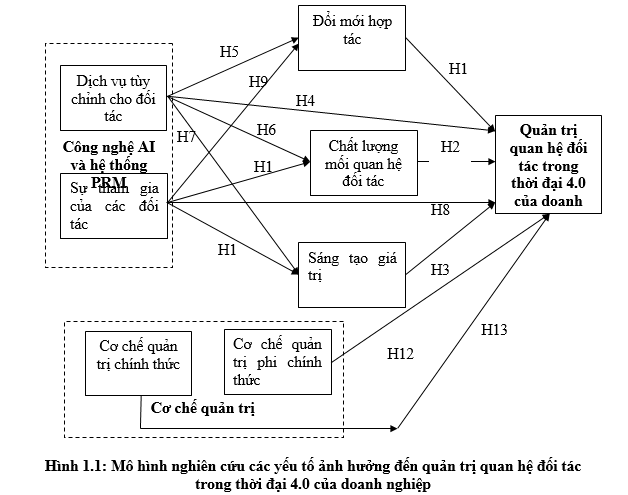 Đổi mới hợp
tác
H5
H9
H1
Dịch vụ tùy
chỉnh cho đối
tác
H4
H7
H6
Công nghệ AI
và hệ thống
PRM
Chất lượng
mối quan hệ
đối tác
H2
Quản trị
quan hệ đối
tác trong
thời đại 4.0
của doanh
H1
Sự tham gia
của các đối
tác
H8
H1
Sáng tạo giá
trị
H3
H13
Cơ chế quản
trị chính thức
Cơ chế quản
trị phi chính
thức
H12
Cơ chế quản trị
Hình 1.1: Mô hình nghiên cứu các yếu tố ảnh hưởng đến quản trị quan hệ đối tác
trong thời đại 4.0 của doanh nghiệp